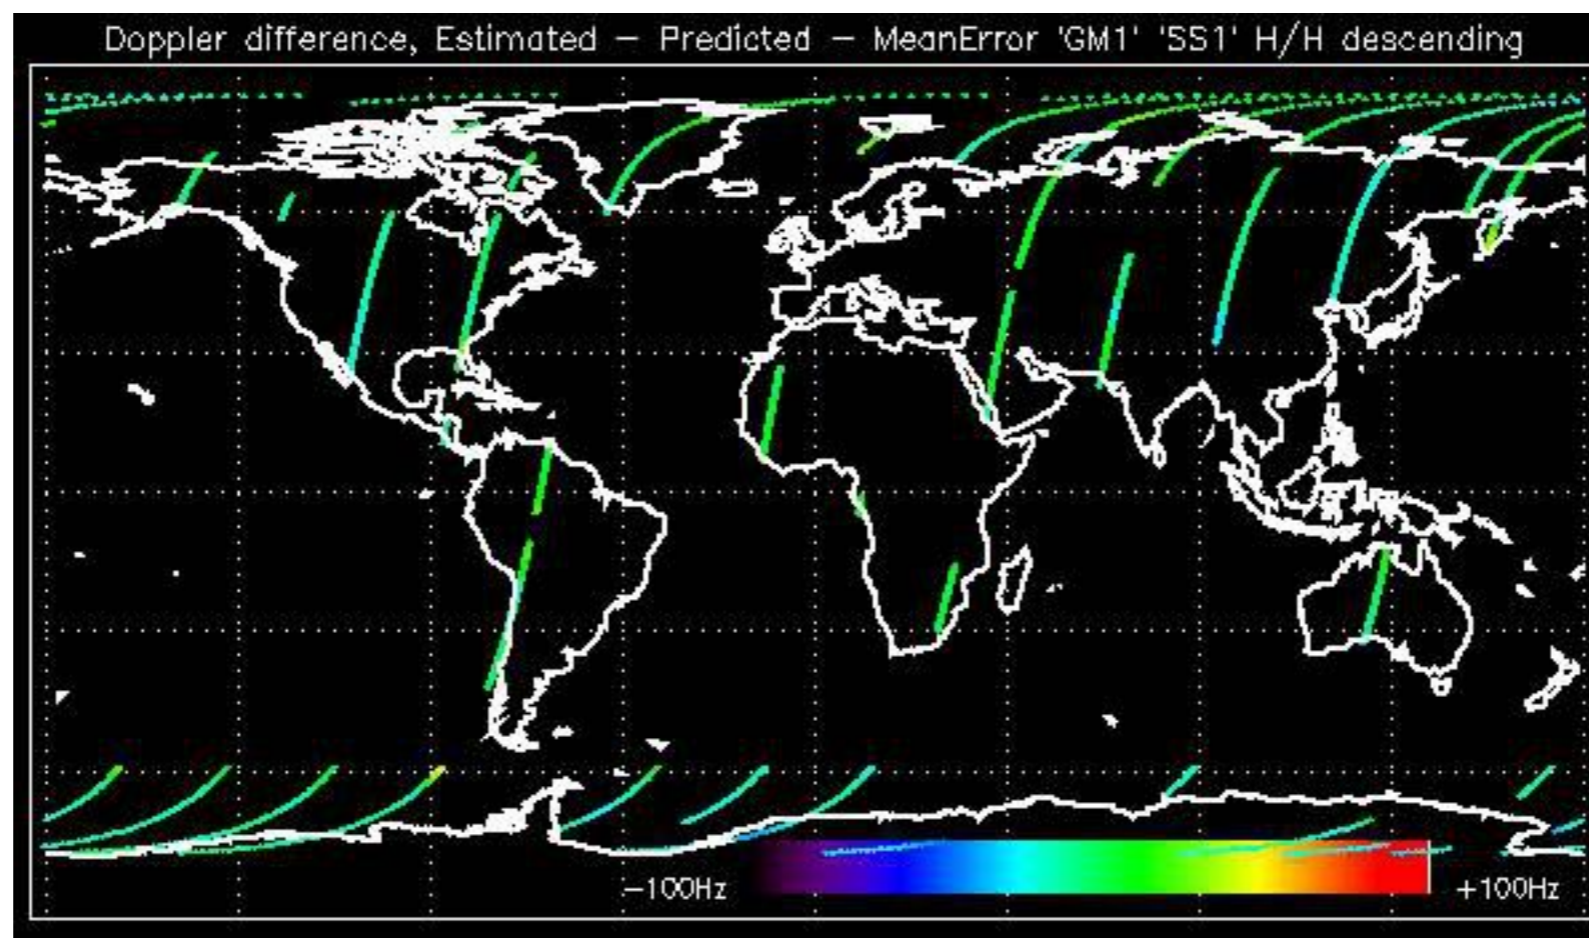 Doppler difference, Estimated – Predicted – MeanError 'GM1' 'SS1' H/H descending
–100Hz +100Hz